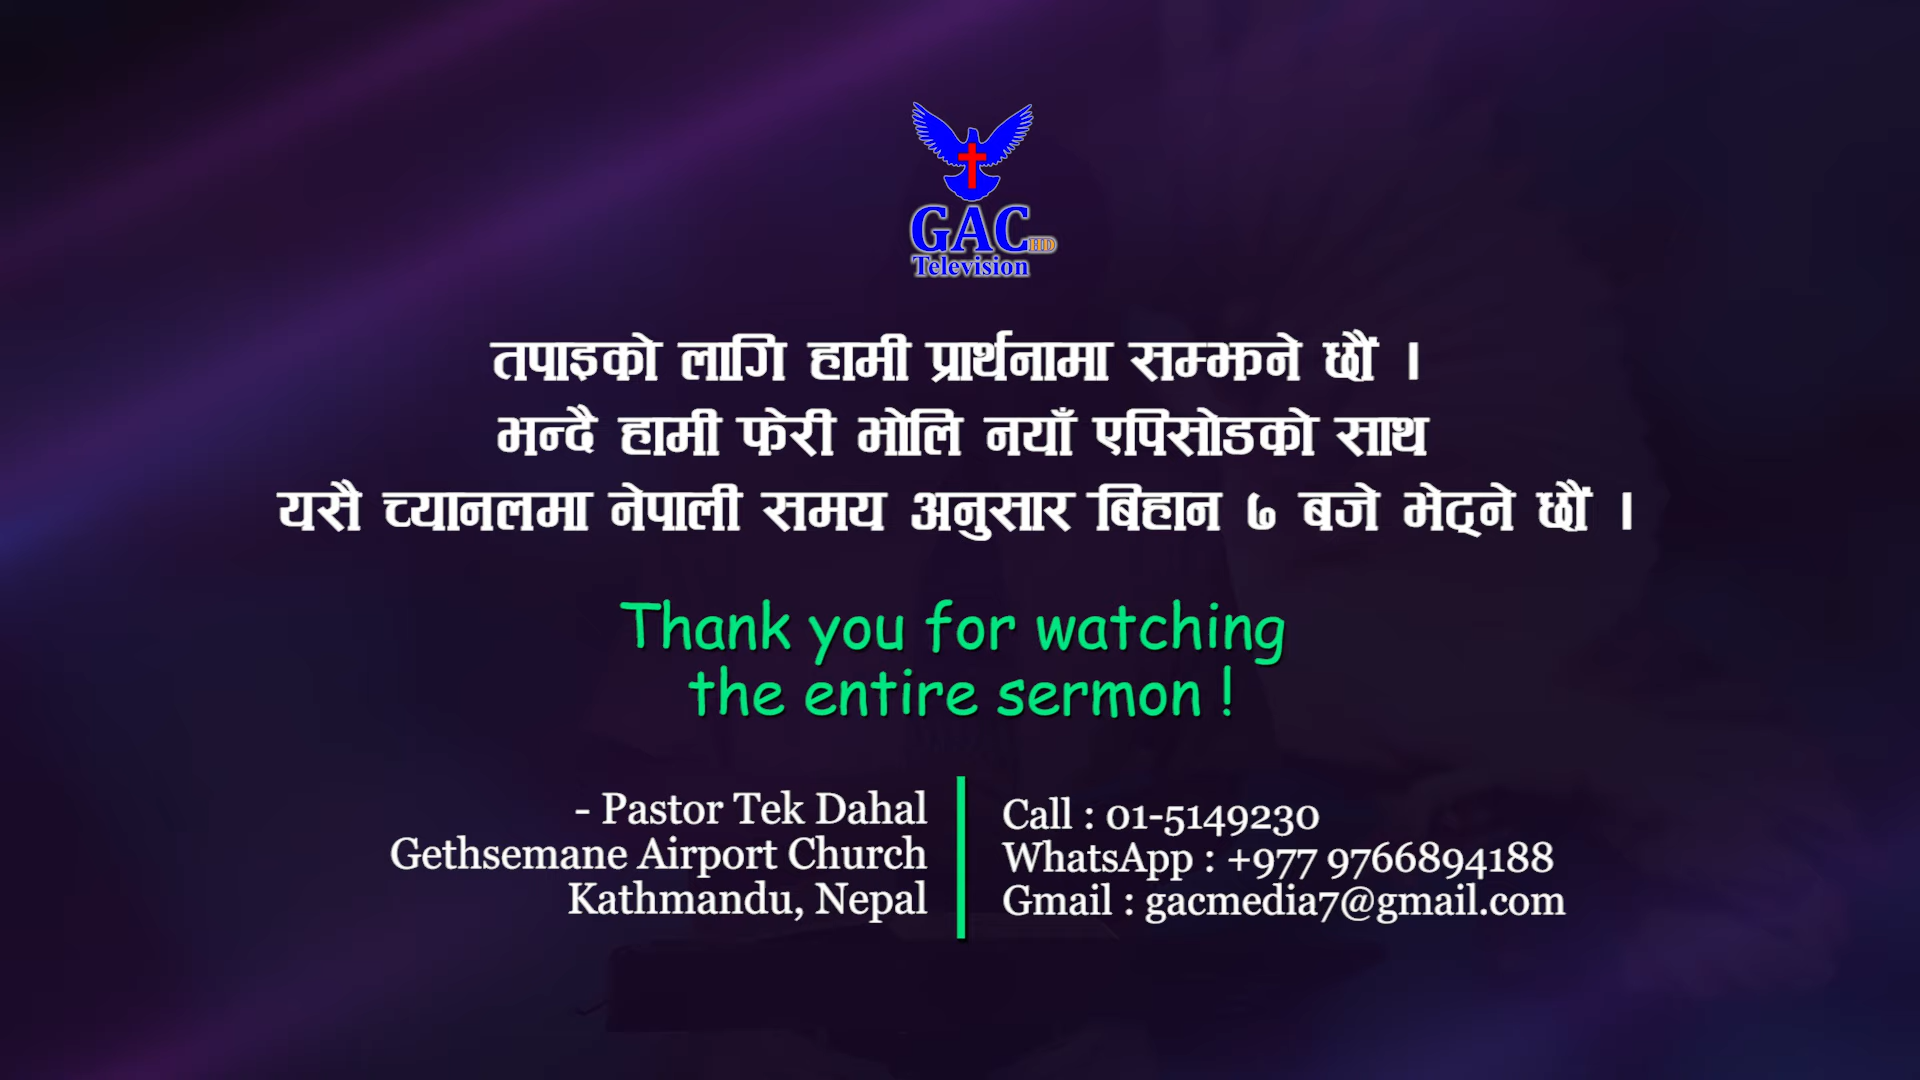 GAC HD
Television
तपाइको लागि हामी प्रार्थनामा सम्झने छौं ।
भन्दै हामी फेरी भोलि नयाँ एपिसोडको साथ
यसै च्यानलमा नेपाली समय अनुसार बिहान ७ बजे भेट्ने छौं ।
Thank you for watching
the entire sermon !
- Pastor Tek Dahal
Gethsemane Airport Church
Kathmandu, Nepal
Call : 01-5149230
WhatsApp : +977 9766894188
Gmail : gacmedia7@gmail.com